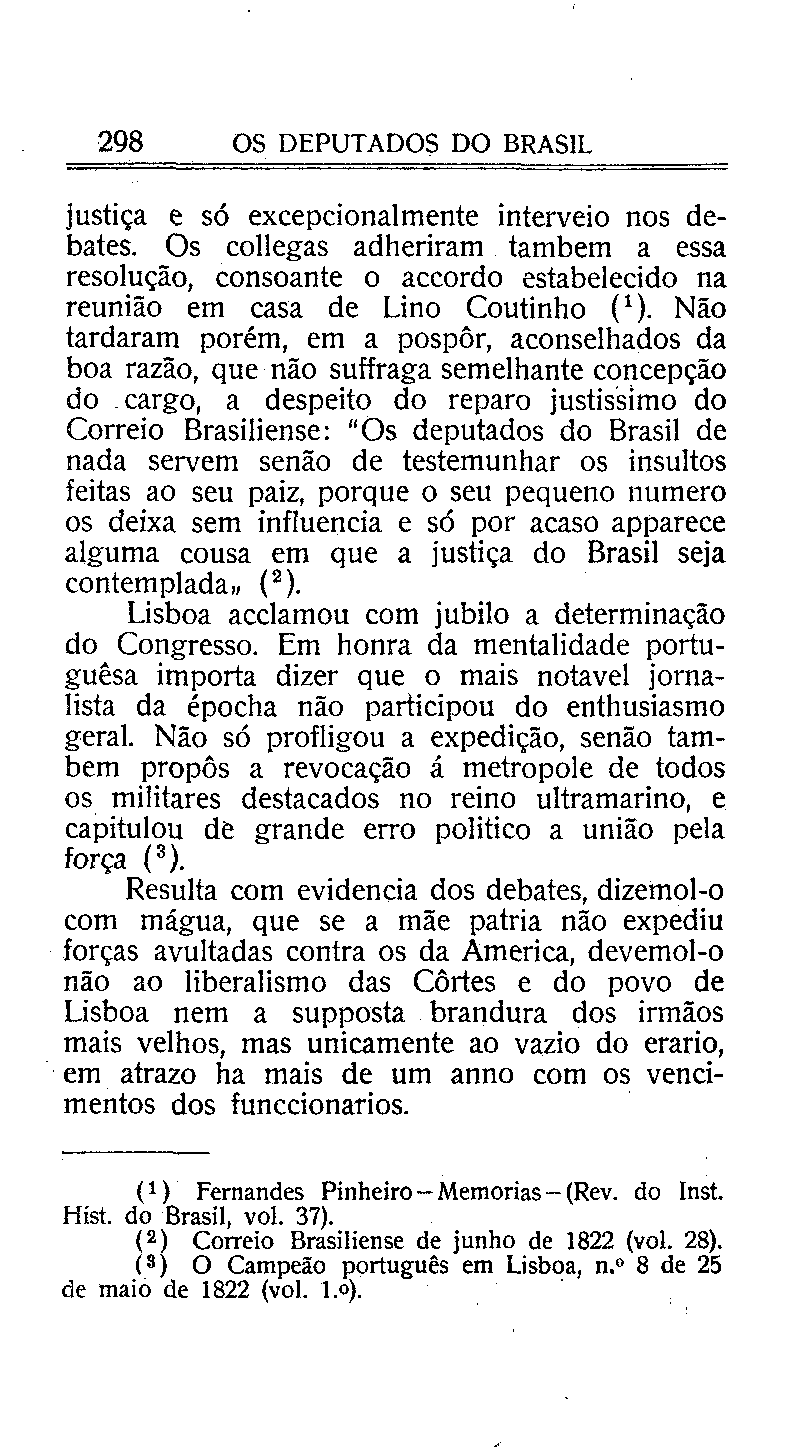 298 OS DEPUTADOS DO BRASIL
justiça e só excepcionalmente interveio nos de-
bates. Os collegas adheriram tambem a essa
resolução, consoante o accordo estabelecido na
reunião em casa de Lino Coutinho (¹). Não
tardaram porém, em a pospôr, aconselhados da
boa razão, que não suffraga semelhante concepção
do cargo, a despeito do reparo justissimo do
Correio Brasiliense: "Os deputados do Brasil de
nada servem senão de testemunhar os insultos
feitas ao seu paiz, porque o seu pequeno numero
os deixa sem influencia e só por acaso apparece
alguma cousa em que a justiça do Brasil seja
contemplada„ (²).
Lisboa acclamou com jubilo a determinação
do Congresso. Em honra da mentalidade portu-
guêsa importa dizer que o mais notavel jorna-
lista da épocha não participou do enthusiasmo
geral. Não só profligou a expedição, senão tam-
bem propôs a revocação á metropole de todos
os militares destacados no reino ultramarino, e
capitulou de grande erro politico a união pela
força (³).
Resulta com evidencia dos debates, dizemol-o
com mágua, que se a mãe patria não expediu
forças avultadas contra os da America, devemol-o
não ao liberalismo das Côrtes e do povo de
Lisboa nem a supposta brandura dos irmãos
mais velhos, mas unicamente ao vazio do erario,
em atrazo ha mais de um anno com os venci-
mentos dos funccionarios.
(¹) Fernandes Pinheiro—Memorias—(Rev. do Inst.
Hist. do Brasil, vol. 37).
(²) Correio Brasiliense de junho de 1822 (vol. 28).
(³) O Campeão português em Lisboa, n.º 8 de 25
de maio de 1822 (vol. 1.º).